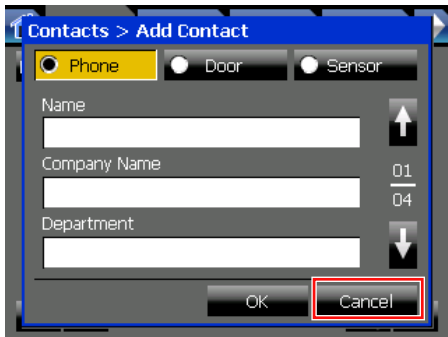 Contacts > Add Contact
Phone Door Sensor
Name
Company Name
01
04
Department
OK Cancel